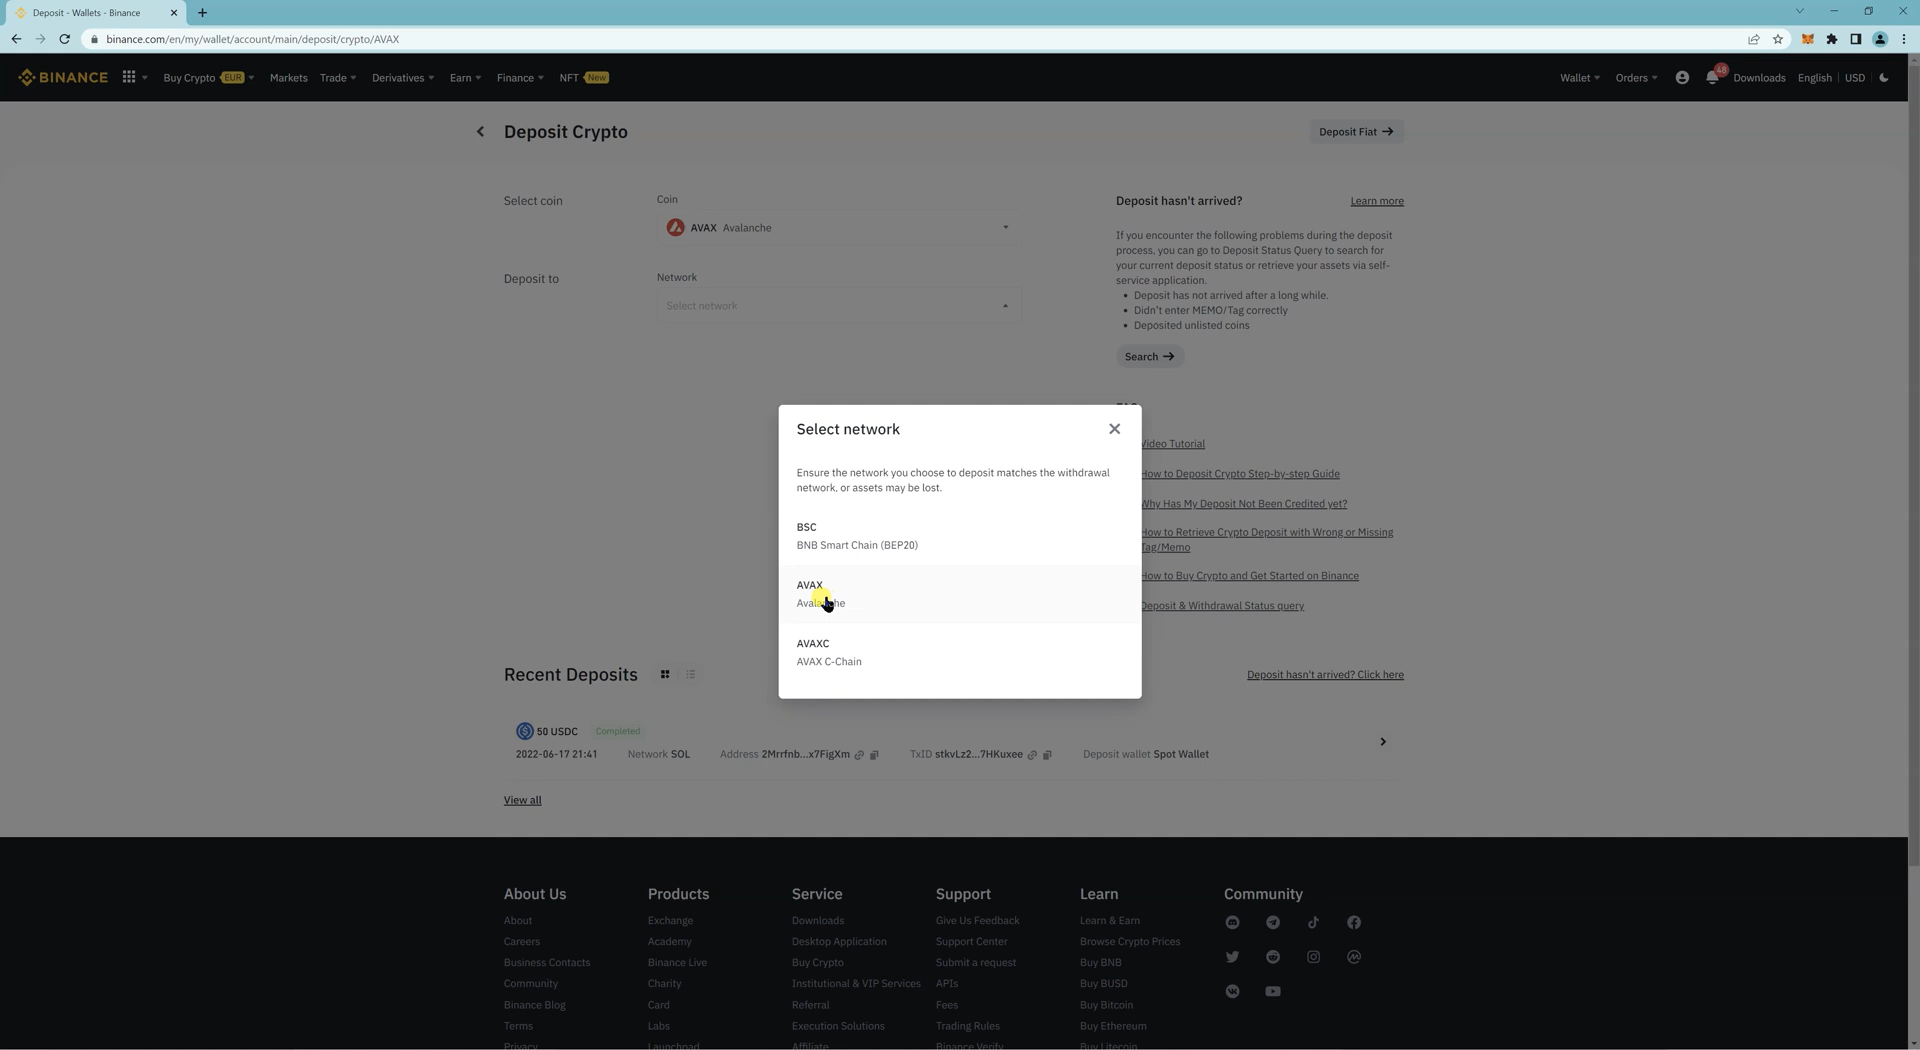 Deposit - Wallets - Binance
binance.com/en/my/wallet/account/main/deposit/crypto/AVAX
BINANCE Buy Crypto EUR Markets Trade Derivatives Earn Finance NFT New Wallet Orders 48 Downloads English USD
Deposit Crypto
Deposit Fiat
Select coin
Coin
AVAX Avalanche
Deposit to
Network
Select network
Deposit hasn't arrived?
Learn more
If you encounter the following problems during the deposit
process, you can go to Deposit Status Query to search for
your current deposit status or retrieve your assets via self-
service application.
Deposit has not arrived after a long while.
Didn't enter MEMO/Tag correctly
Deposited unlisted coins
Search
Select network
Ensure the network you choose to deposit matches the withdrawal
network, or assets may be lost.
BSC
BNB Smart Chain (BEP20)
AVAX
Avalanche
AVAXC
AVAX C-Chain
Video Tutorial
How to Deposit Crypto Step-by-step Guide
Why Has My Deposit Not Been Credited yet?
How to Retrieve Crypto Deposit with Wrong or Missing
Tag/Memo
How to Buy Crypto and Get Started on Binance
Deposit & Withdrawal Status query
Recent Deposits
Deposit hasn't arrived? Click here
50 USDC Completed
2022-06-17 21:41 Network SOL Address 2Mrrfnb...x7FigXm TxID stkvLz2...7HKuxee Deposit wallet Spot Wallet
View all
About Us Products Service Support Learn Community
About Exchange Downloads Give Us Feedback Learn & Earn
Careers Academy Desktop Application Support Center Browse Crypto Prices
Business Contacts Binance Live Buy Crypto Submit a request Buy BNB
Community Charity Institutional & VIP Services APIs Buy BUSD
Binance Blog Card Referral Fees Buy Bitcoin
Terms Labs Execution Solutions Trading Rules Buy Ethereum
Privacy Launchpad Affiliate Binance Verify Buy Litecoin